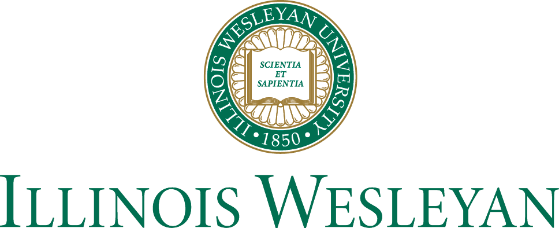 ILLINOIS WESLEYAN UNIVERSITY
SCIENTIA
ET
SAPIENTIA
• 1850 •
ILLINOIS WESLEYAN